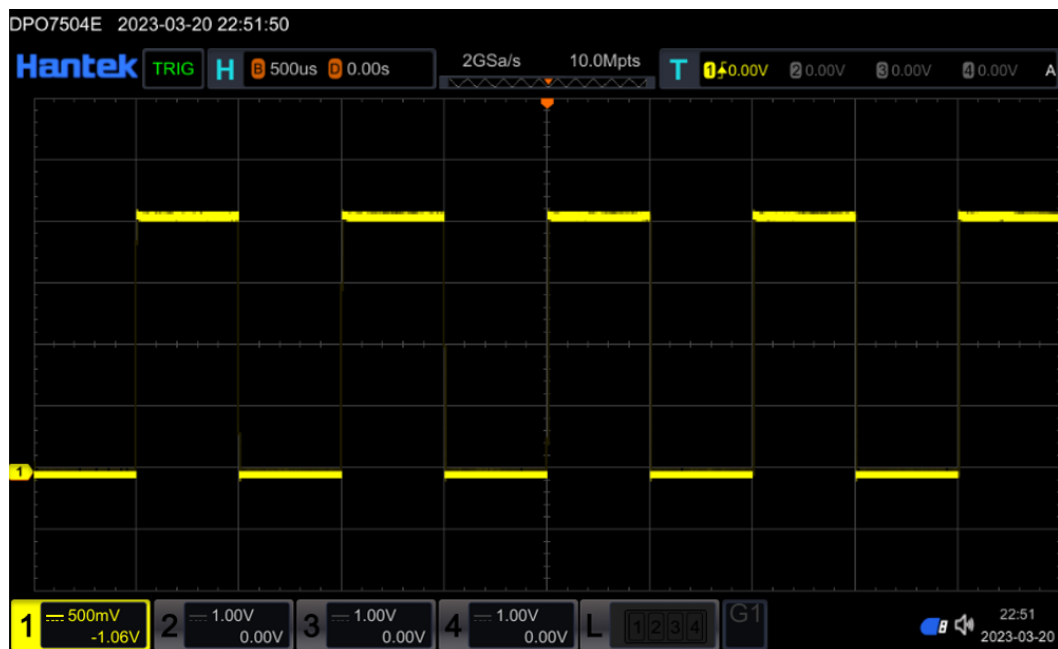 DPO7504E 2023-03-20 22:51:50
Hantek TRIG H B 500us D 0.00s 2GSa/s 10.0Mpts T 1 0.00V 2 0.00V 3 0.00V 4 0.00V A
1
1 500mV -1.06V 2 1.00V 0.00V 3 1.00V 0.00V 4 1.00V 0.00V L 1 2 3 4 G1 22:51 2023-03-20